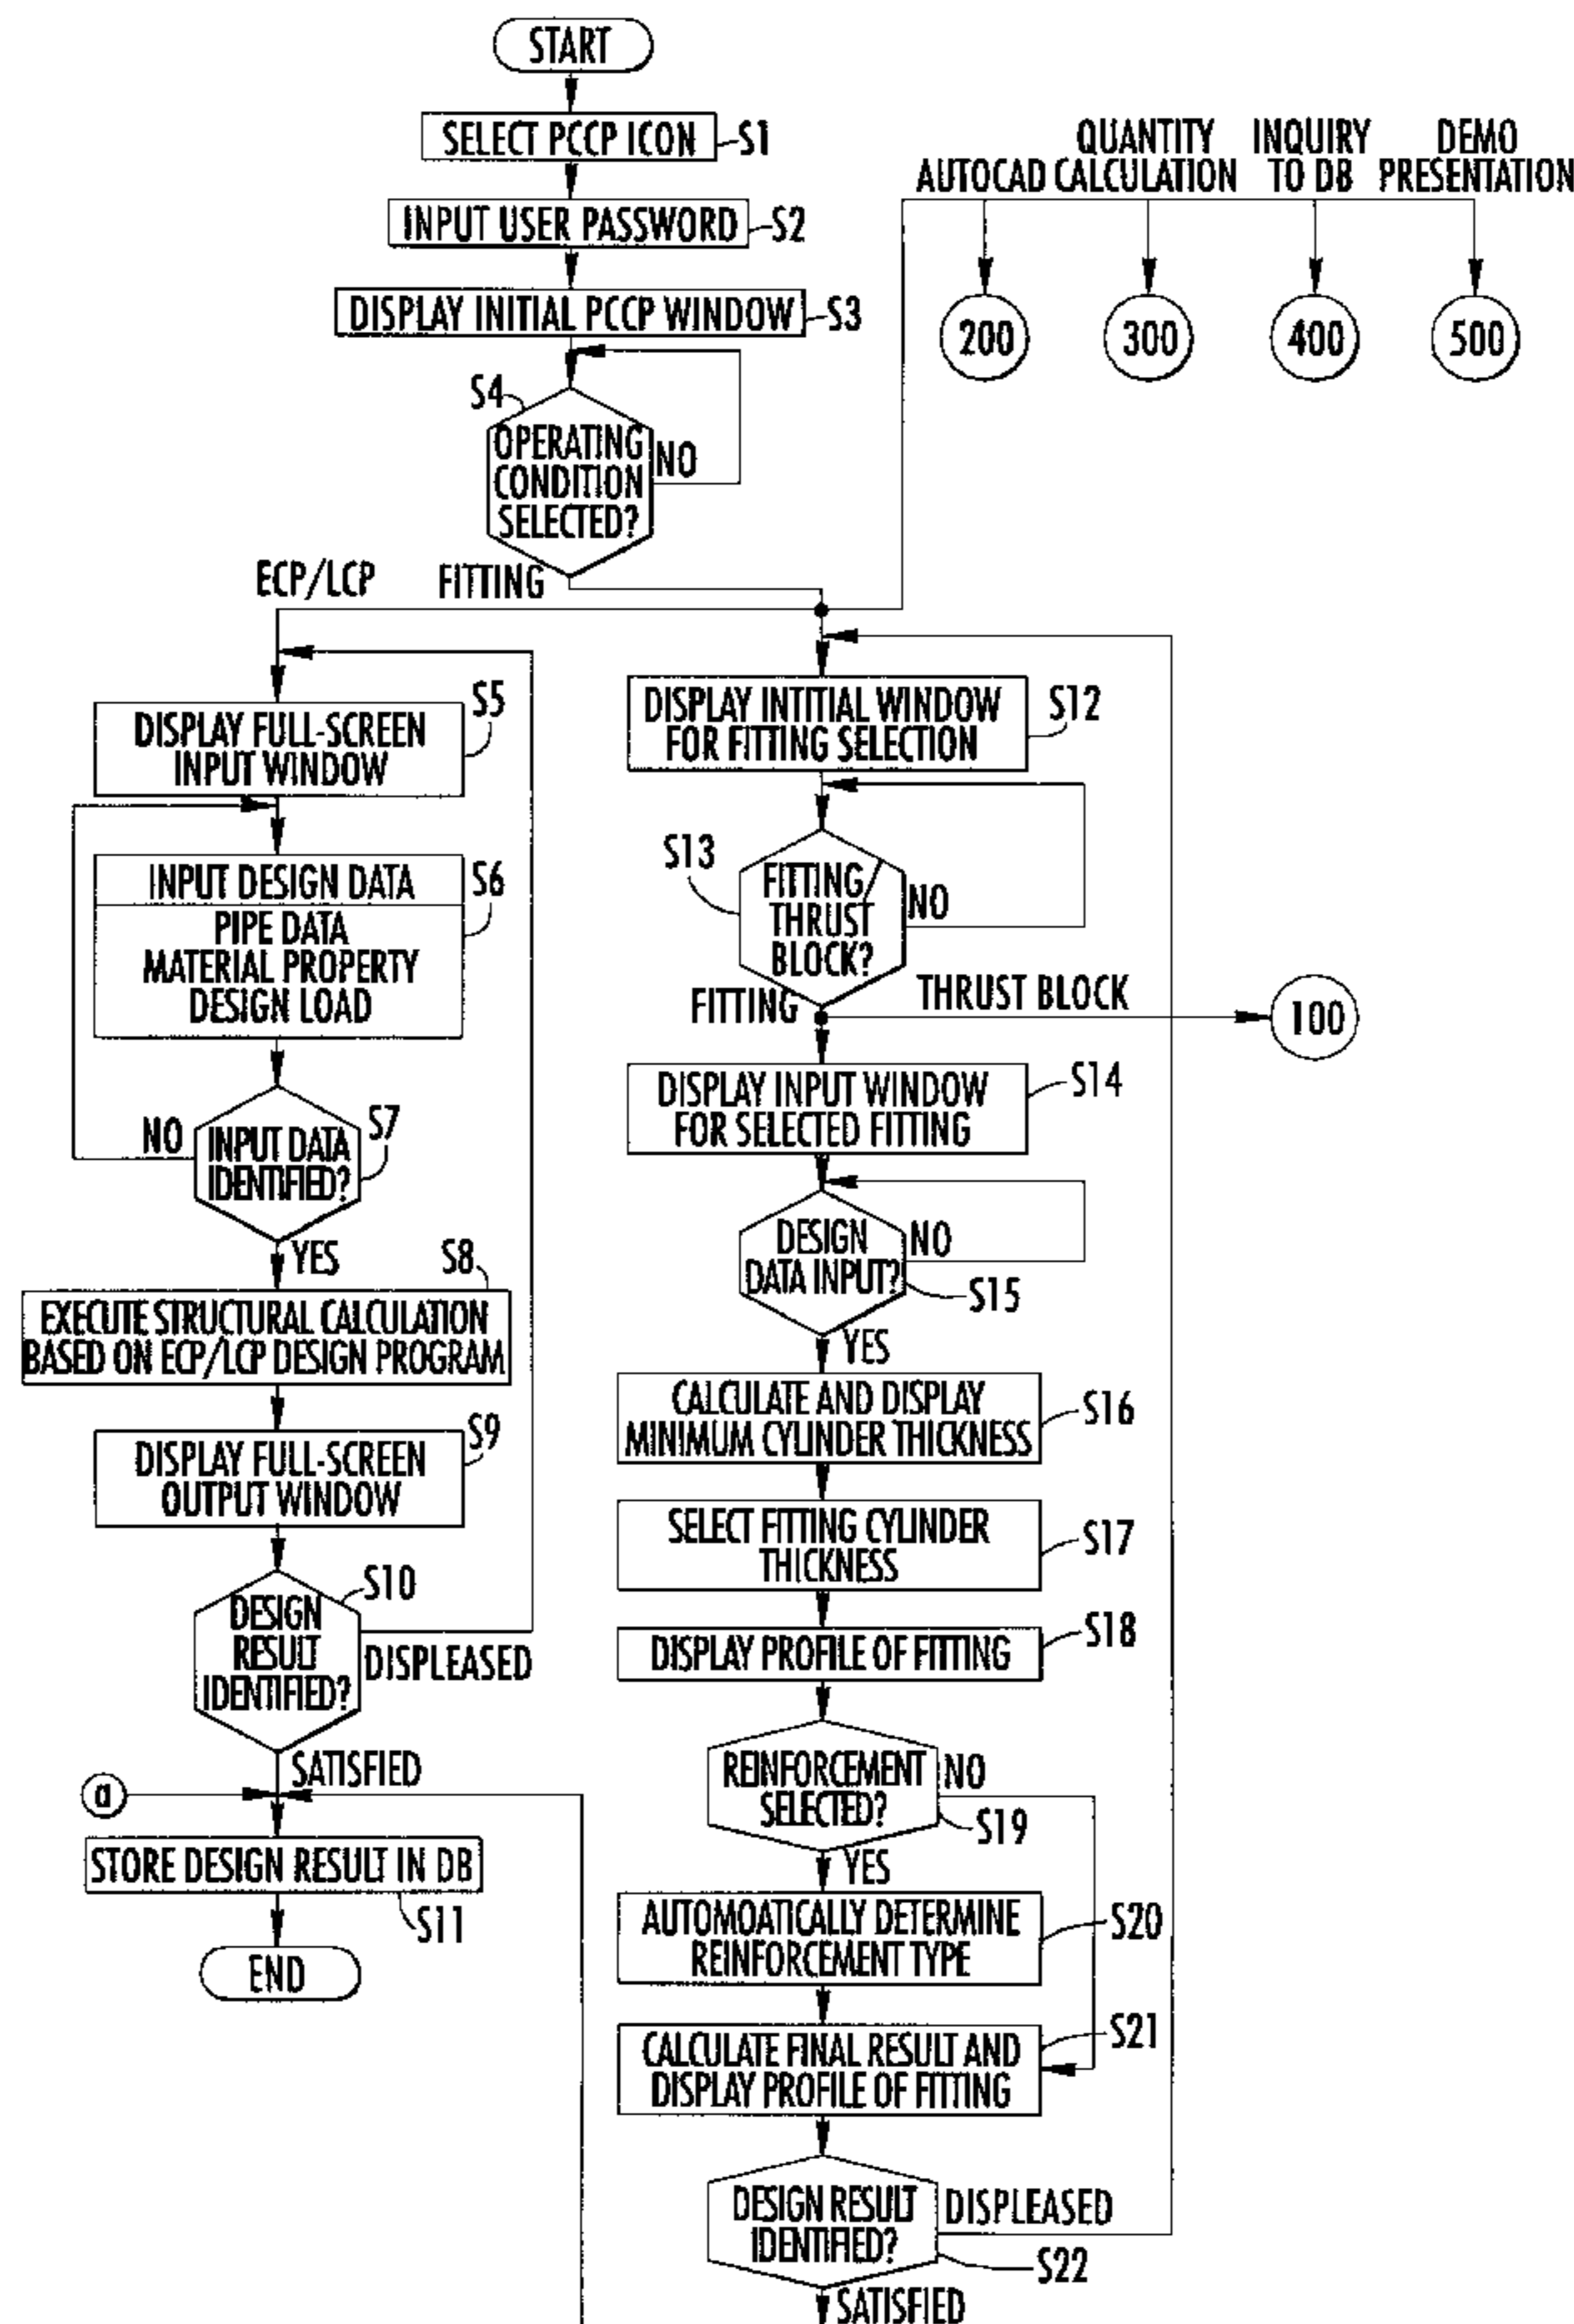 START
SELECT PCCP ICON
S1
INPUT USER PASSWORD
S2
DISPLAY INITIAL PCCP WINDOW
S3
S4
OPERATING
CONDITION
SELECTED?
NO
AUTOCAD
QUANTITY
CALCULATION
INQUIRY
TO DB
DEMO
PRESENTATION
200
300
400
500
ECP/LCP
FITTING
DISPLAY FULL-SCREEN
INPUT WINDOW
S5
INPUT DESIGN DATA
S6
PIPE DATA
MATERIAL PROPERTY
DESIGN LOAD
NO
INPUT DATA
IDENTIFIED?
S7
YES
S8
EXECUTE STRUCTURAL CALCULATION
BASED ON ECP/LCP DESIGN PROGRAM
S9
DISPLAY FULL-SCREEN
OUTPUT WINDOW
S10
DESIGN
RESULT
IDENTIFIED?
DISPLEASED
SATISFIED
a
STORE DESIGN RESULT IN DB
S11
END
DISPLAY INTITIAL WINDOW
FOR FITTING SELECTION
S12
S13
FITTING/
THRUST
BLOCK?
NO
FITTING
THRUST BLOCK
100
DISPLAY INPUT WINDOW
FOR SELECTED FITTING
S14
DESIGN
DATA INPUT?
NO
S15
YES
CALCULATE AND DISPLAY
MINIMUM CYLINDER THICKNESS
S16
SELECT FITTING CYLINDER
THICKNESS
S17
DISPLAY PROFILE OF FITTING
S18
REINFORCEMENT
SELECTED?
NO
S19
YES
AUTOMOATICALLY DETERMINE
REINFORCEMENT TYPE
S20
CALCULATE FINAL RESULT AND
DISPLAY PROFILE OF FITTING
S21
DESIGN RESULT
IDENTIFIED?
DISPLEASED
S22
SATISFIED